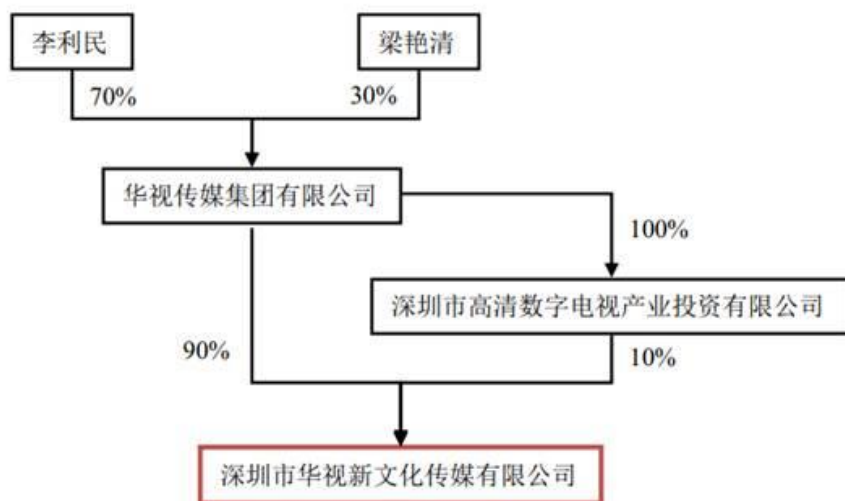 李利民
梁艳清
70%
30%
华视传媒集团有限公司
100%
深圳市高清数字电视产业投资有限公司
90%
10%
深圳市华视新文化传媒有限公司